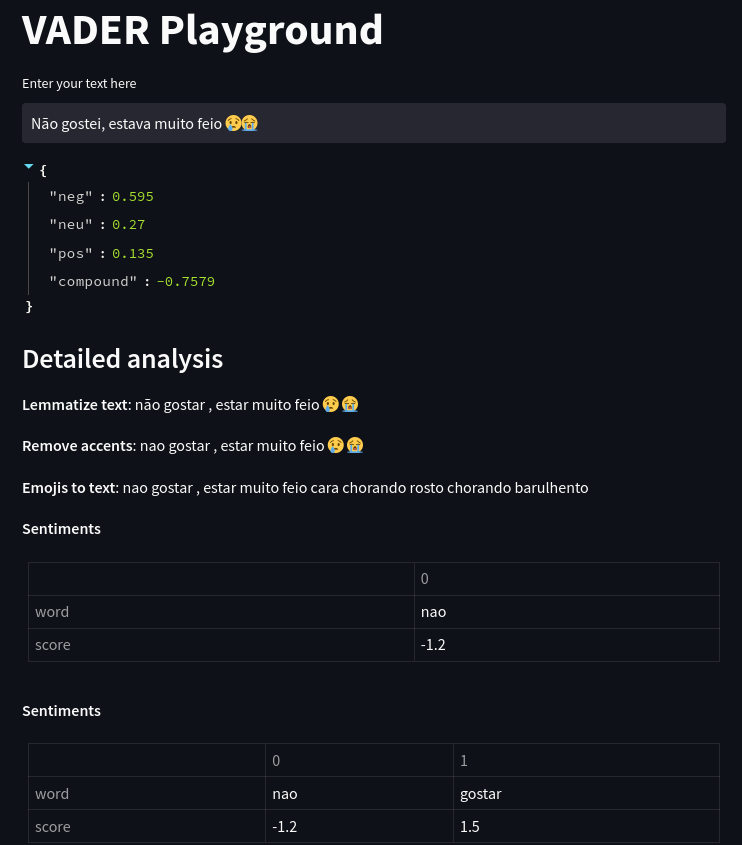 VADER Playground
Enter your text here
Não gostei, estava muito feio 😢😭
{
"neg" : 0.595
"neu" : 0.27
"pos" : 0.135
"compound" : -0.7579
}
Detailed analysis
Lemmatize text: não gostar , estar muito feio 😢 😭
Remove accents: nao gostar , estar muito feio 😢 😭
Emojis to text: nao gostar , estar muito feio cara chorando rosto chorando barulhento
Sentiments
0
word nao
score -1.2
Sentiments
0 1
word nao gostar
score -1.2 1.5